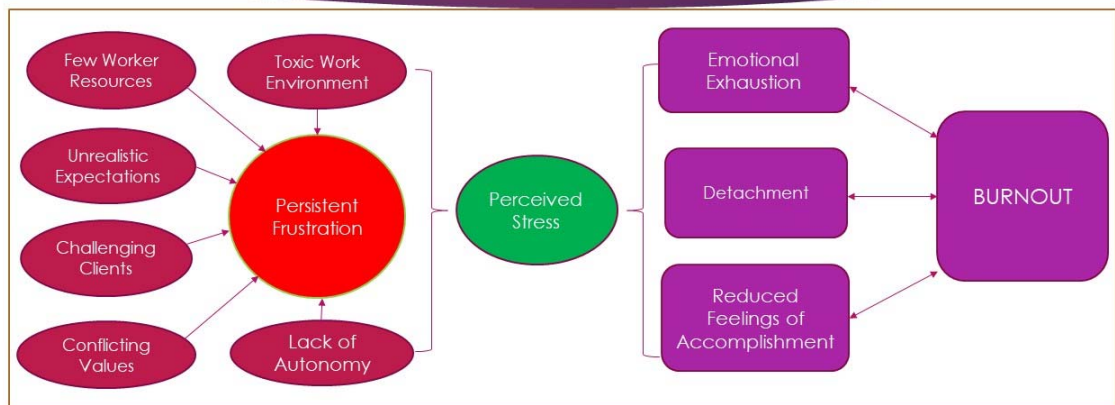 Few Worker
Resources
Toxic Work
Environment
Unrealistic
Expectations
Challenging
Clients
Conflicting
Values
Lack of
Autonomy
Persistent
Frustration
Perceived
Stress
Emotional
Exhaustion
Detachment
Reduced
Feelings of
Accomplishment
BURNOUT